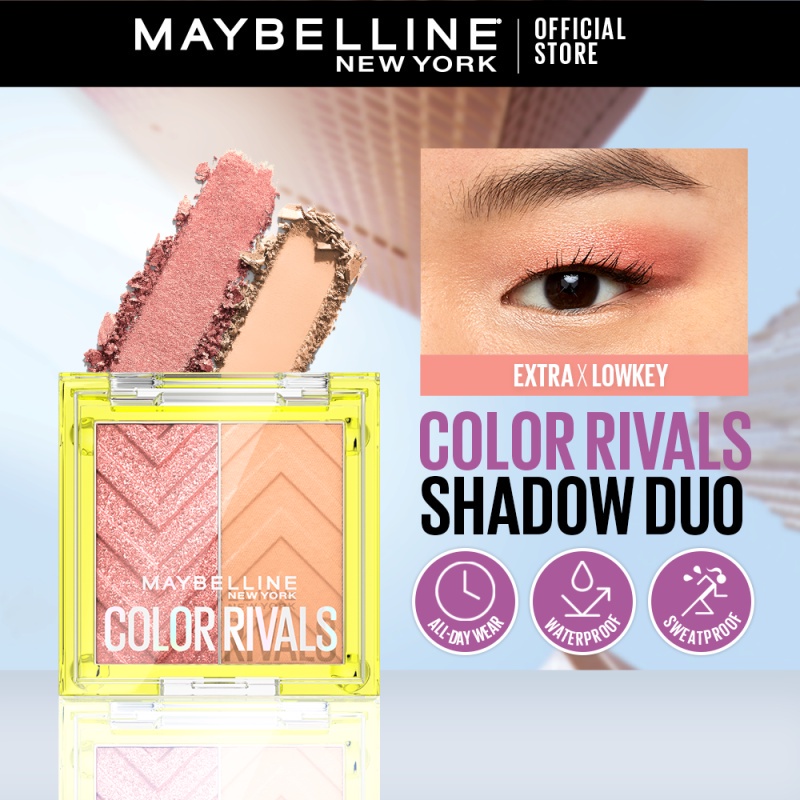 MAYBELLINE
NEW YORK
OFFICIAL
STORE
EXTRA X LOWKEY
COLOR RIVALS
SHADOW DUO
MAYBELLINE
NEW YORK
COLOR RIVALS
ALL-DAY WEAR
WATERPROOF
SWEATPROOF